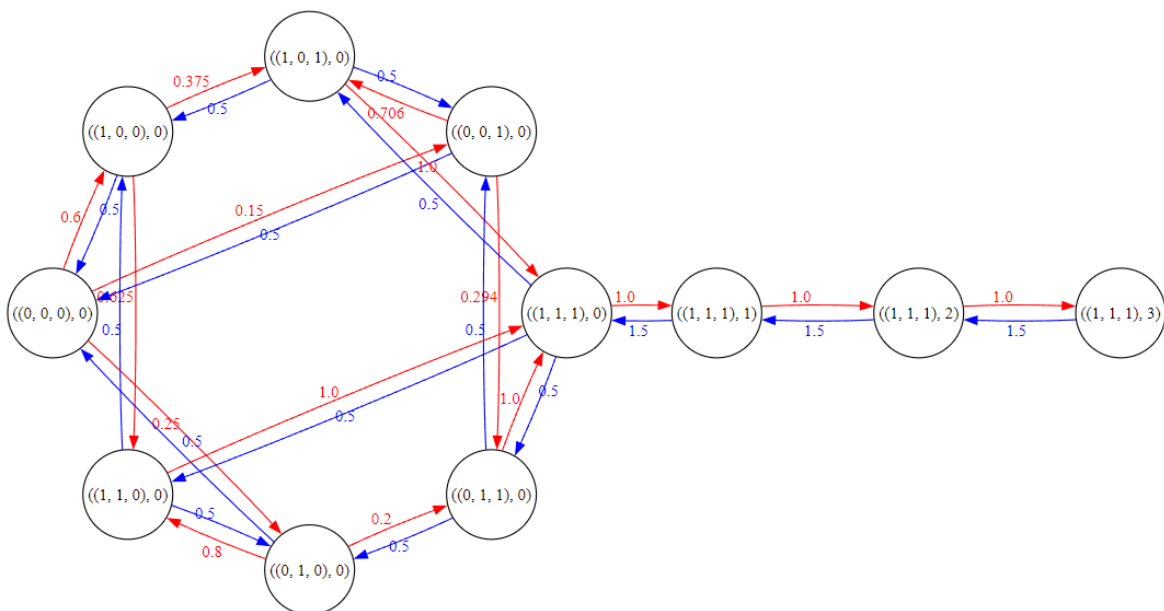 ((1, 0, 1), 0)
0.375
0.5
0.5
0.706
((1, 0, 0), 0)
((0, 0, 1), 0)
1.0
0.5
0.6
0.5
0.15
0.5
((0, 0, 0), 0)
0.625
0.5
0.294
0.5
((1, 1, 1), 0)
1.0
1.5
((1, 1, 1), 1)
1.0
1.5
((1, 1, 1), 2)
1.0
1.5
((1, 1, 1), 3)
1.0
0.5
1.0
0.5
0.25
0.5
((1, 1, 0), 0)
((0, 1, 1), 0)
0.5
0.8
0.2
0.5
((0, 1, 0), 0)